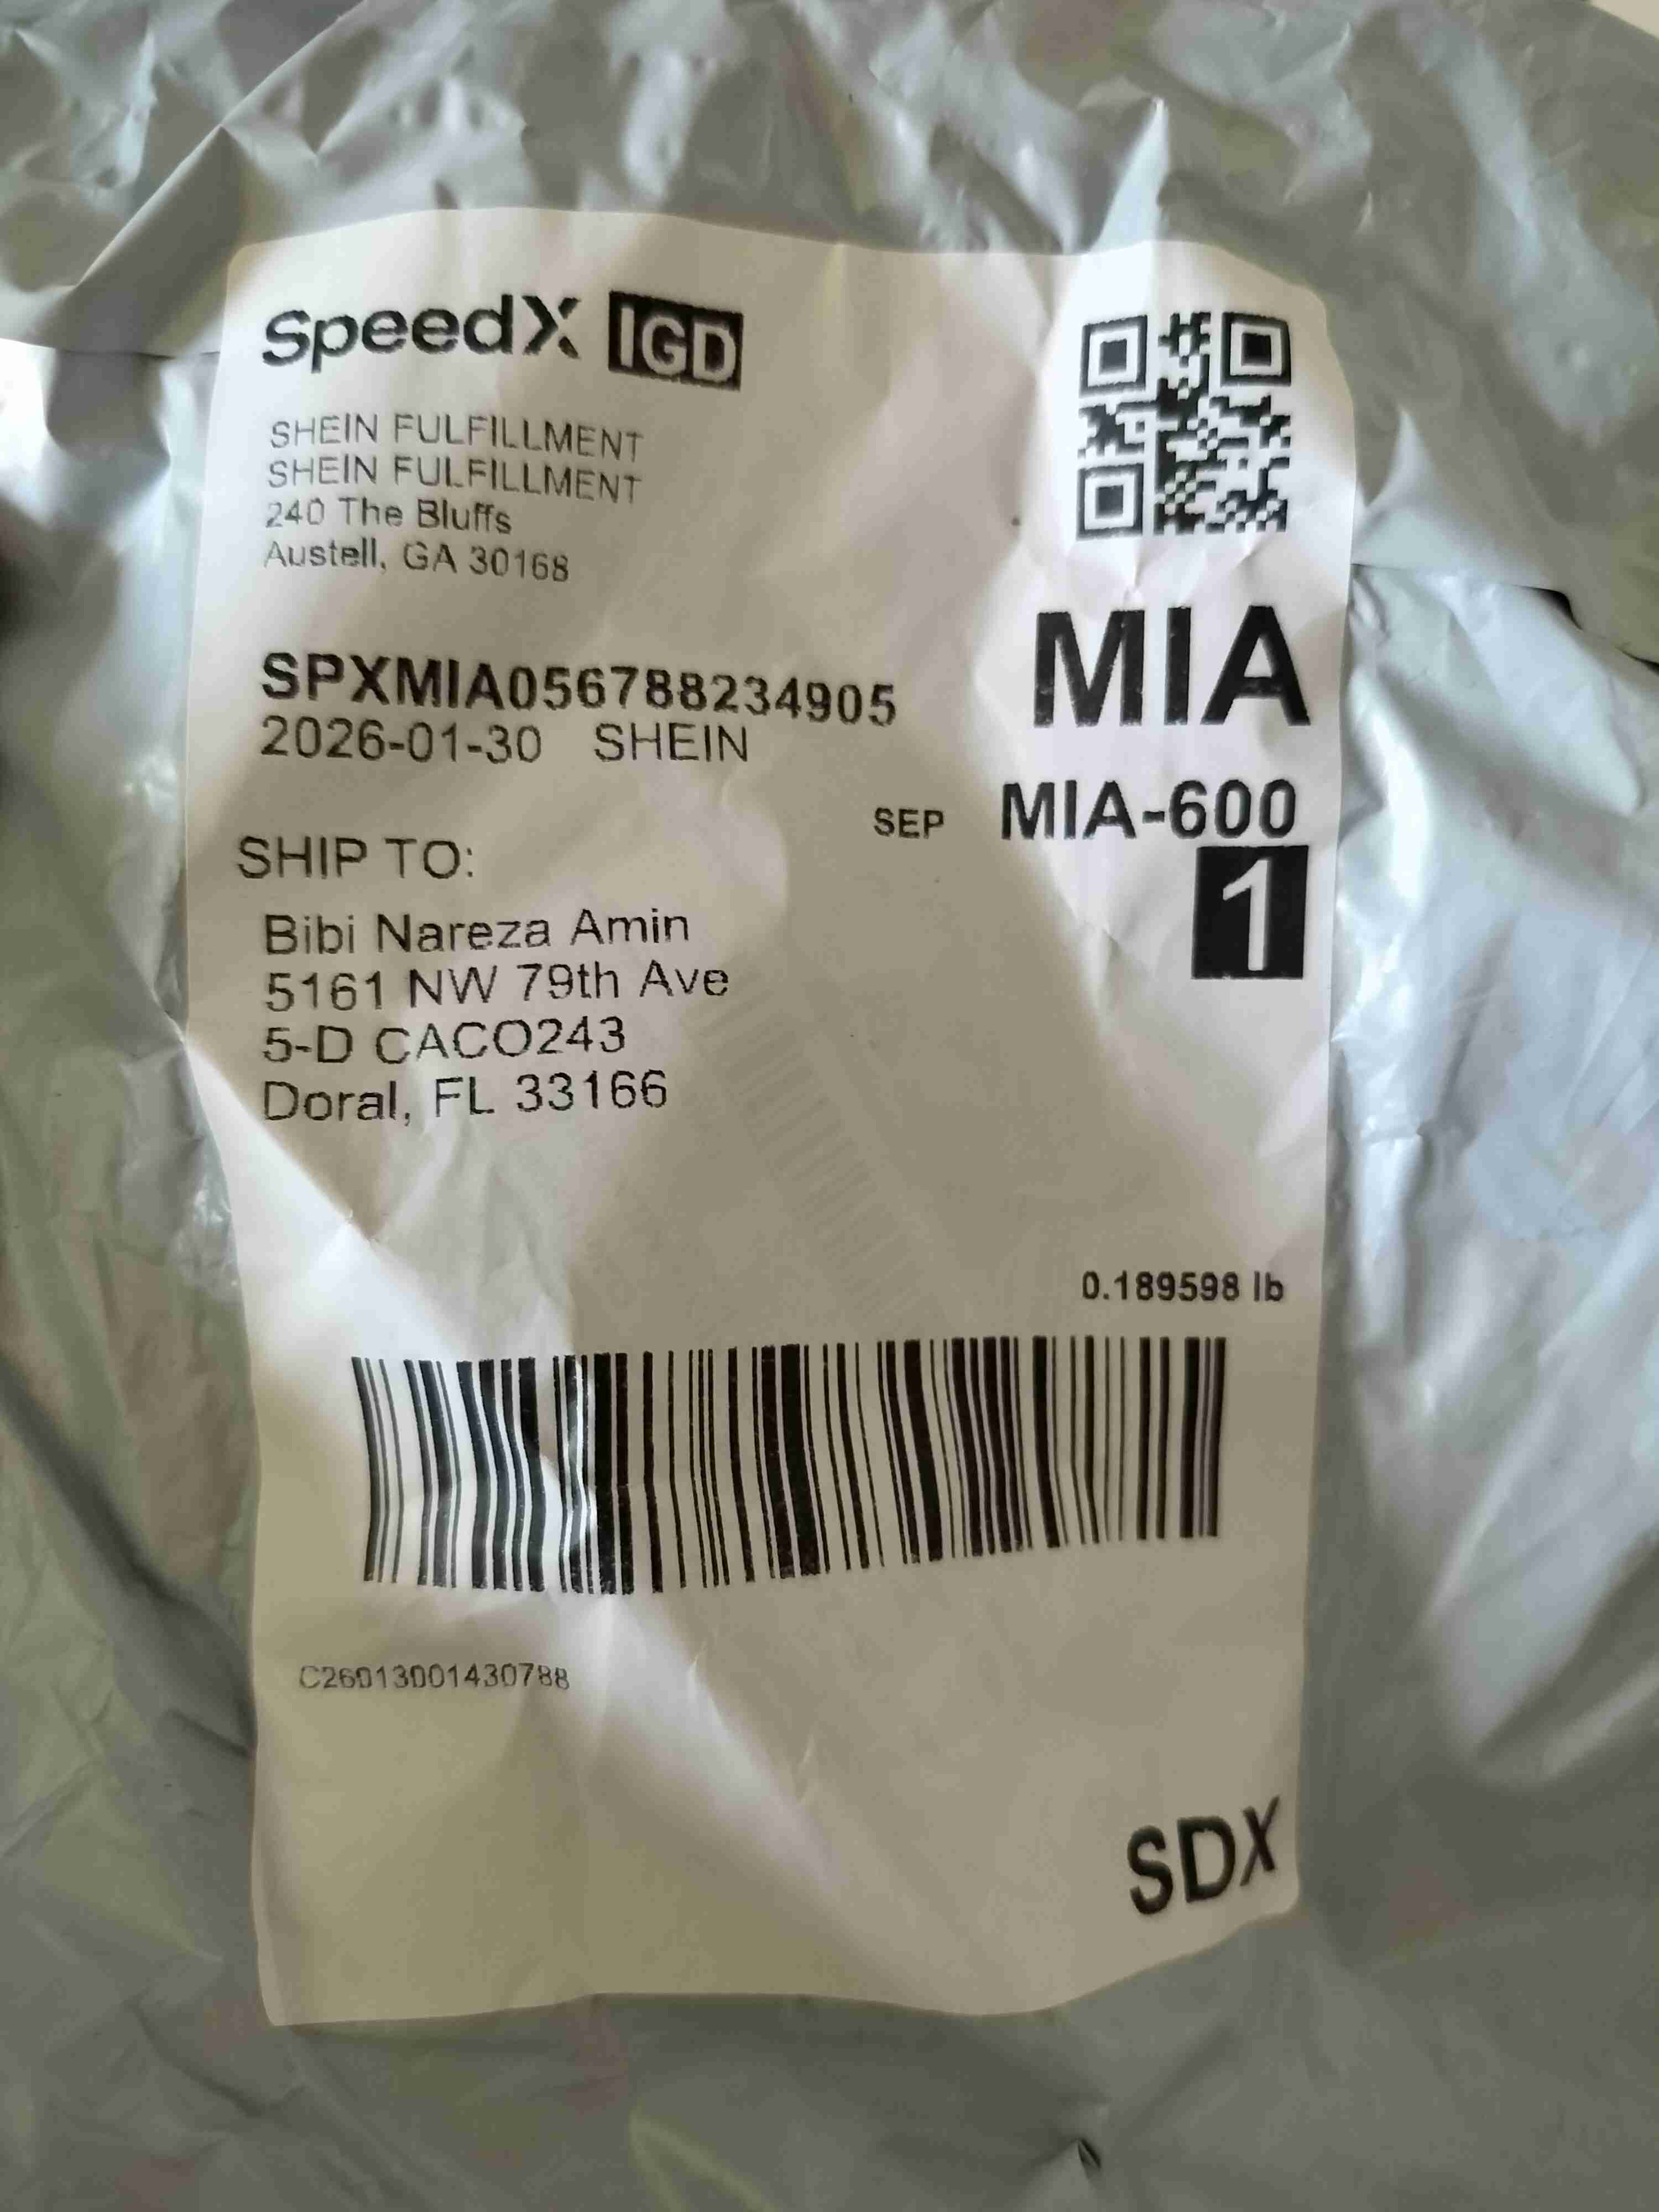 SpeedX IGD
SHEIN FULFILLMENT
SHEIN FULFILLMENT
240 The Bluffs
Austell, GA 30168
SPXMIA056788234905
2026-01-30 SHEIN
MIA
SEP MIA-600
1
SHIP TO:
Bibi Nareza Amin
5161 NW 79th Ave
5-D CACO243
Doral, FL 33166
0.189598 lb
C26013001430788
SDX